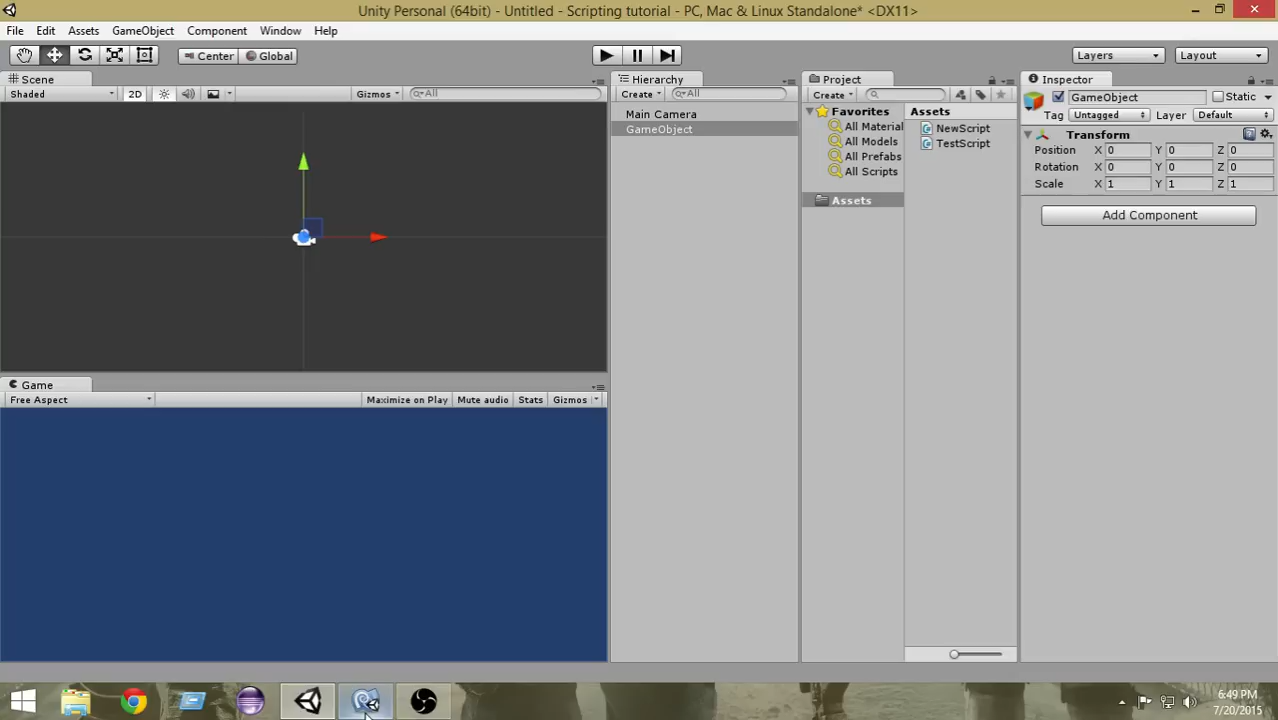 Unity Personal (64bit) - Untitled - Scripting tutorial - PC, Mac & Linux Standalone* <DX11>
File Edit Assets GameObject Component Window Help
Center Global Layers Layout
Scene
Shaded 2D Gizmos All
Hierarchy
Create All
Main Camera
GameObject
Project
Create
Favorites
All Material
All Models
All Prefabs
All Scripts
Assets
Assets
NewScript
TestScript
Inspector
GameObject Static
Tag Untagged Layer Default
Transform
Position X 0 Y 0 Z 0
Rotation X 0 Y 0 Z 0
Scale X 1 Y 1 Z 1
Add Component
Game
Free Aspect Maximize on Play Mute audio Stats Gizmos
6:49 PM
7/20/2015